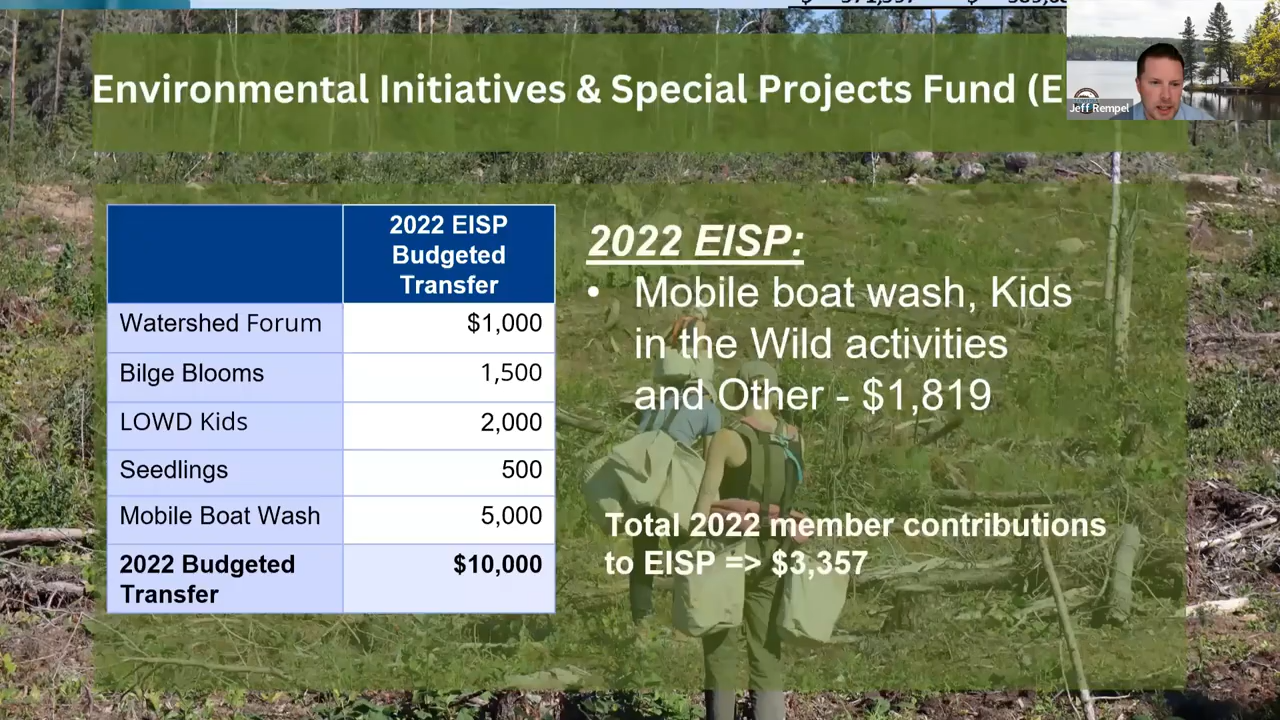 Environmental Initiatives & Special Projects Fund (E
Jeff Rempel
2022 EISP
Budgeted
Transfer
Watershed Forum $1,000
Bilge Blooms 1,500
LOWD Kids 2,000
Seedlings 500
Mobile Boat Wash 5,000
2022 Budgeted
Transfer $10,000
2022 EISP:
• Mobile boat wash, Kids
in the Wild activities
and Other - $1,819
Total 2022 member contributions
to EISP => $3,357